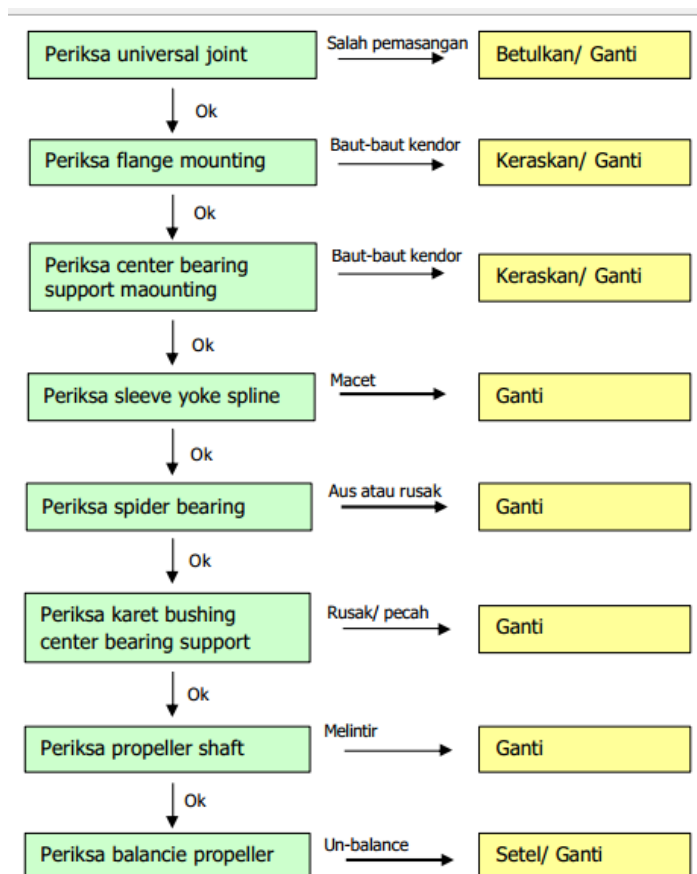 Periksa universal joint
Salah pemasangan
Betulkan/ Ganti
Ok
Periksa flange mounting
Baut-baut kendor
Keraskan/ Ganti
Ok
Periksa center bearing
support maounting
Baut-baut kendor
Keraskan/ Ganti
Ok
Periksa sleeve yoke spline
Macet
Ganti
Ok
Periksa spider bearing
Aus atau rusak
Ganti
Ok
Periksa karet bushing
center bearing support
Rusak/ pecah
Ganti
Ok
Periksa propeller shaft
Melintir
Ganti
Ok
Periksa balancie propeller
Un-balance
Setel/ Ganti